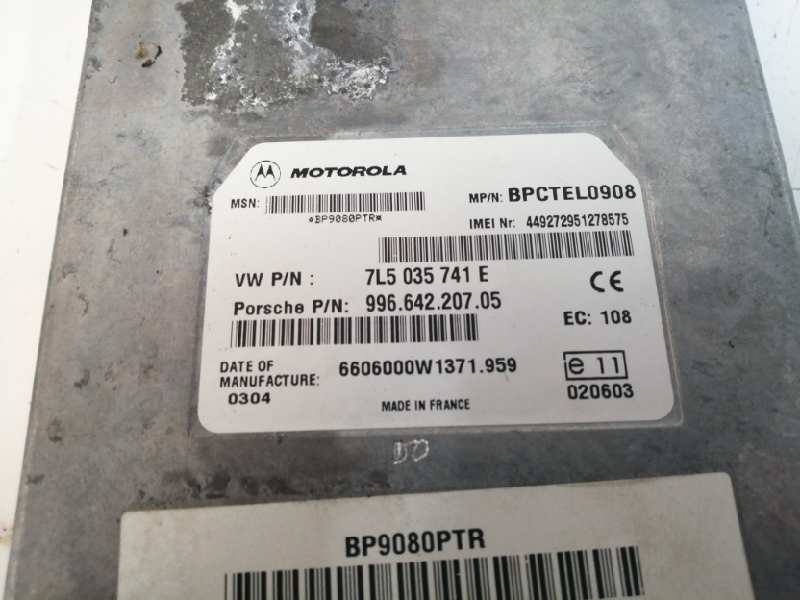 MOTOROLA
MSN:
*BP9080PTR*
MP/N: BPCTEL0908
IMEI Nr: 449272951278575
VW P/N : 7L5 035 741 E
Porsche P/N: 996.642.207.05
EC: 108
DATE OF
MANUFACTURE: 6606000W1371.959
0304
e 11
020603
MADE IN FRANCE
BP9080PTR